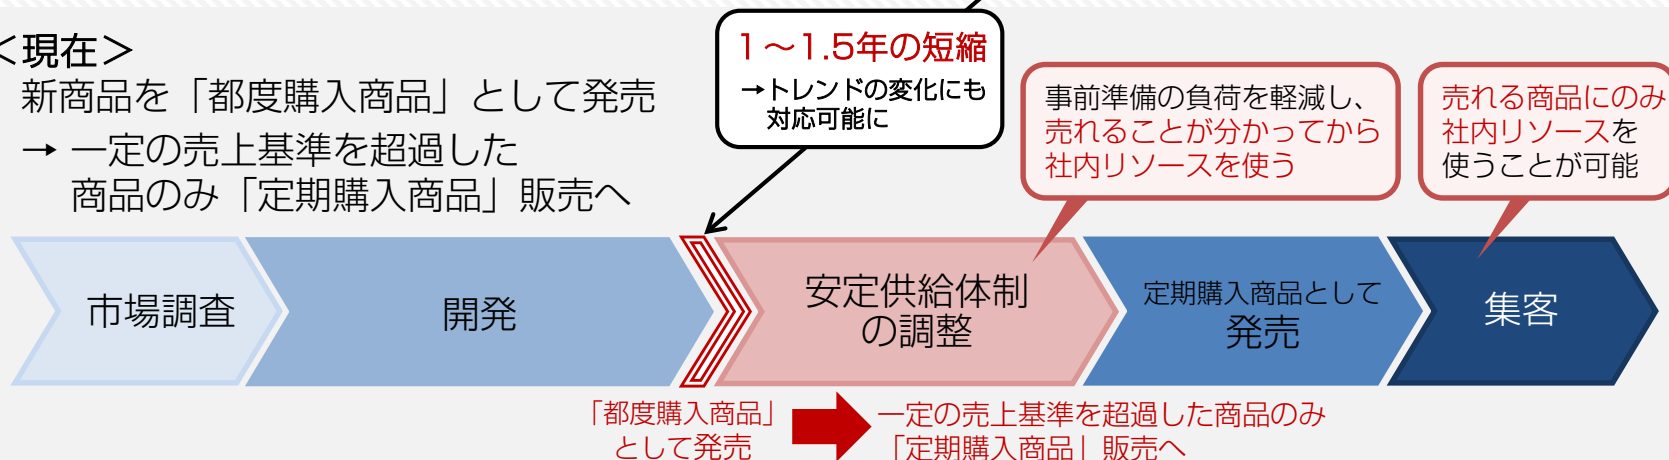 ＜現在＞
新商品を「都度購入商品」として発売
→ 一定の売上基準を超過した
商品のみ「定期購入商品」販売へ
1～1.5年の短縮
→トレンドの変化にも
対応可能に
事前準備の負荷を軽減し、
売れることが分かってから
社内リソースを使う
売れる商品にのみ
社内リソースを
使うことが可能
市場調査
開発
安定供給体制
の調整
定期購入商品として
発売
集客
「都度購入商品」
として発売
一定の売上基準を超過した商品のみ
「定期購入商品」販売へ